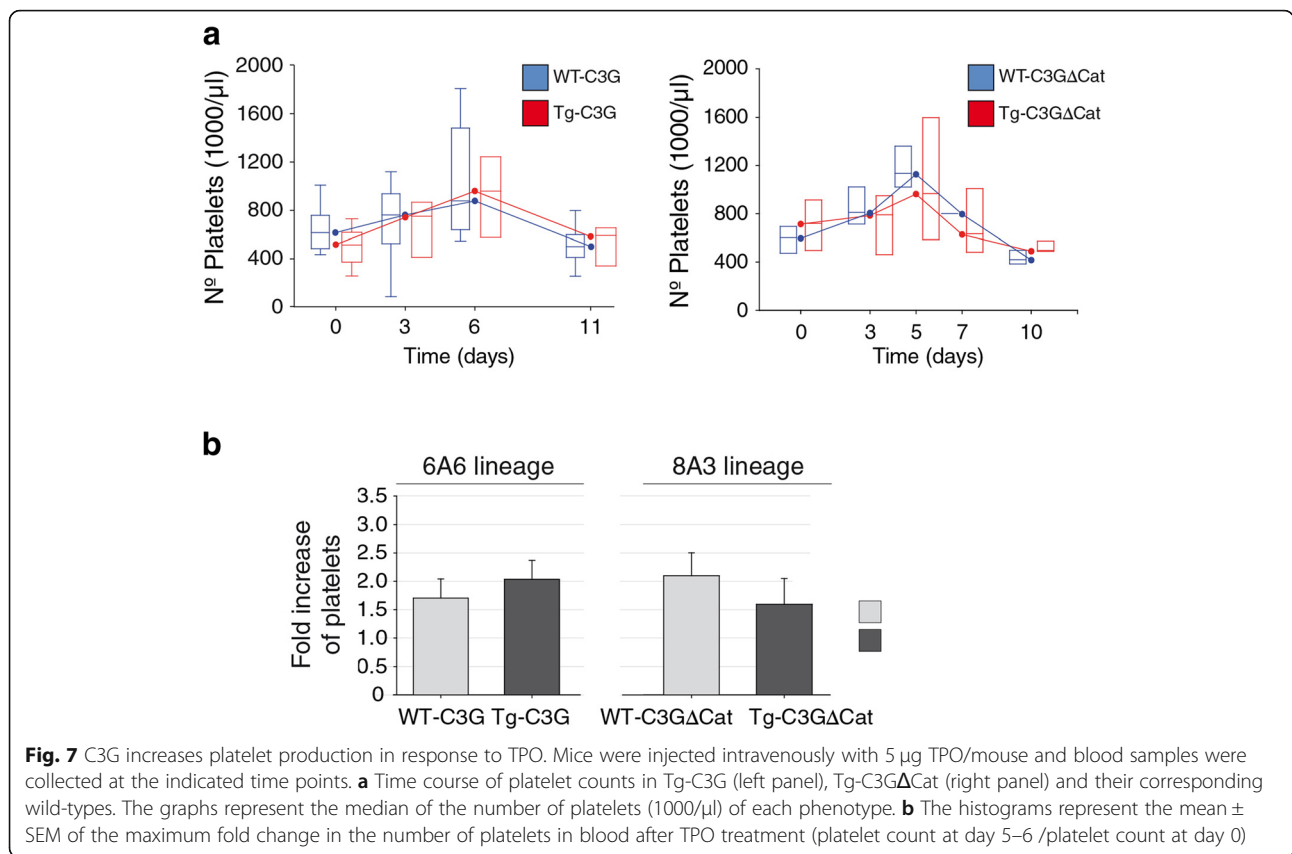 a
2000
1600
1200
800
400
0
Nº Platelets (1000/µl)
WT-C3G
Tg-C3G
0 3 6 11
Time (days)
2000
1600
1200
800
400
0
Nº Platelets (1000/µl)
WT-C3GΔCat
Tg-C3GΔCat
0 3 5 7 10
Time (days)
b
6A6 lineage 8A3 lineage
3.5
3.0
2.5
2.0
1.5
1.0
0.5
0
Fold increase
of platelets
WT-C3G Tg-C3G WT-C3GΔCat Tg-C3GΔCat
Fig. 7 C3G increases platelet production in response to TPO. Mice were injected intravenously with 5 µg TPO/mouse and blood samples were
collected at the indicated time points. a Time course of platelet counts in Tg-C3G (left panel), Tg-C3GΔCat (right panel) and their corresponding
wild-types. The graphs represent the median of the number of platelets (1000/µl) of each phenotype. b The histograms represent the mean ±
SEM of the maximum fold change in the number of platelets in blood after TPO treatment (platelet count at day 5–6 /platelet count at day 0)